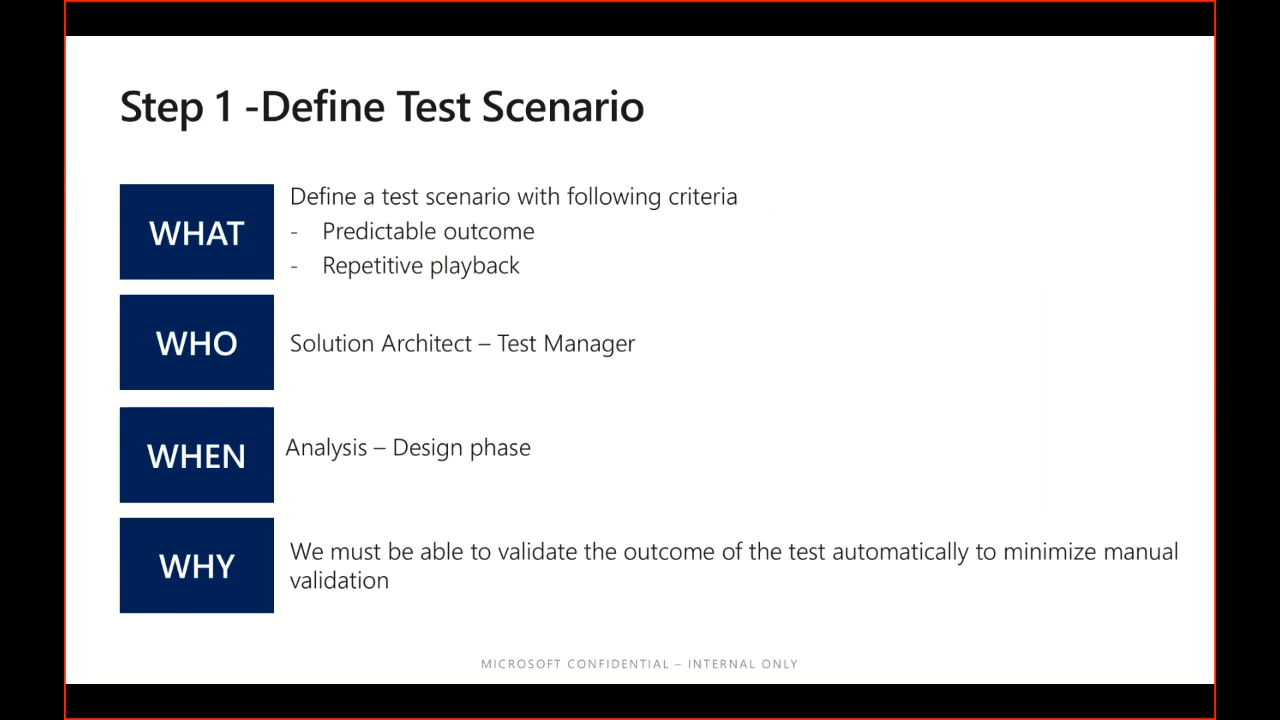 Step 1 -Define Test Scenario
WHAT
Define a test scenario with following criteria
- Predictable outcome
- Repetitive playback
WHO
Solution Architect – Test Manager
WHEN
Analysis – Design phase
WHY
We must be able to validate the outcome of the test automatically to minimize manual
validation
MICROSOFT CONFIDENTIAL – INTERNAL ONLY